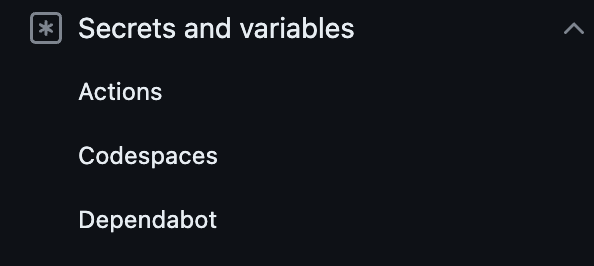 Secrets and variables
Actions
Codespaces
Dependabot